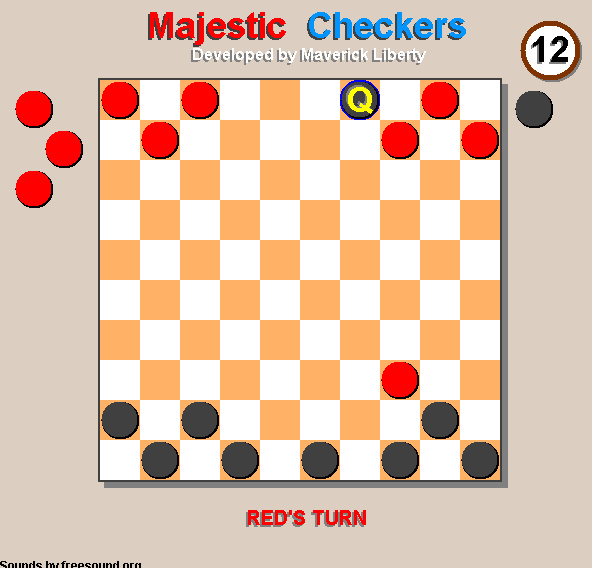 Majestic Checkers
Developed by Maverick Liberty
12
Q
RED'S TURN
Sounds by freesound.org